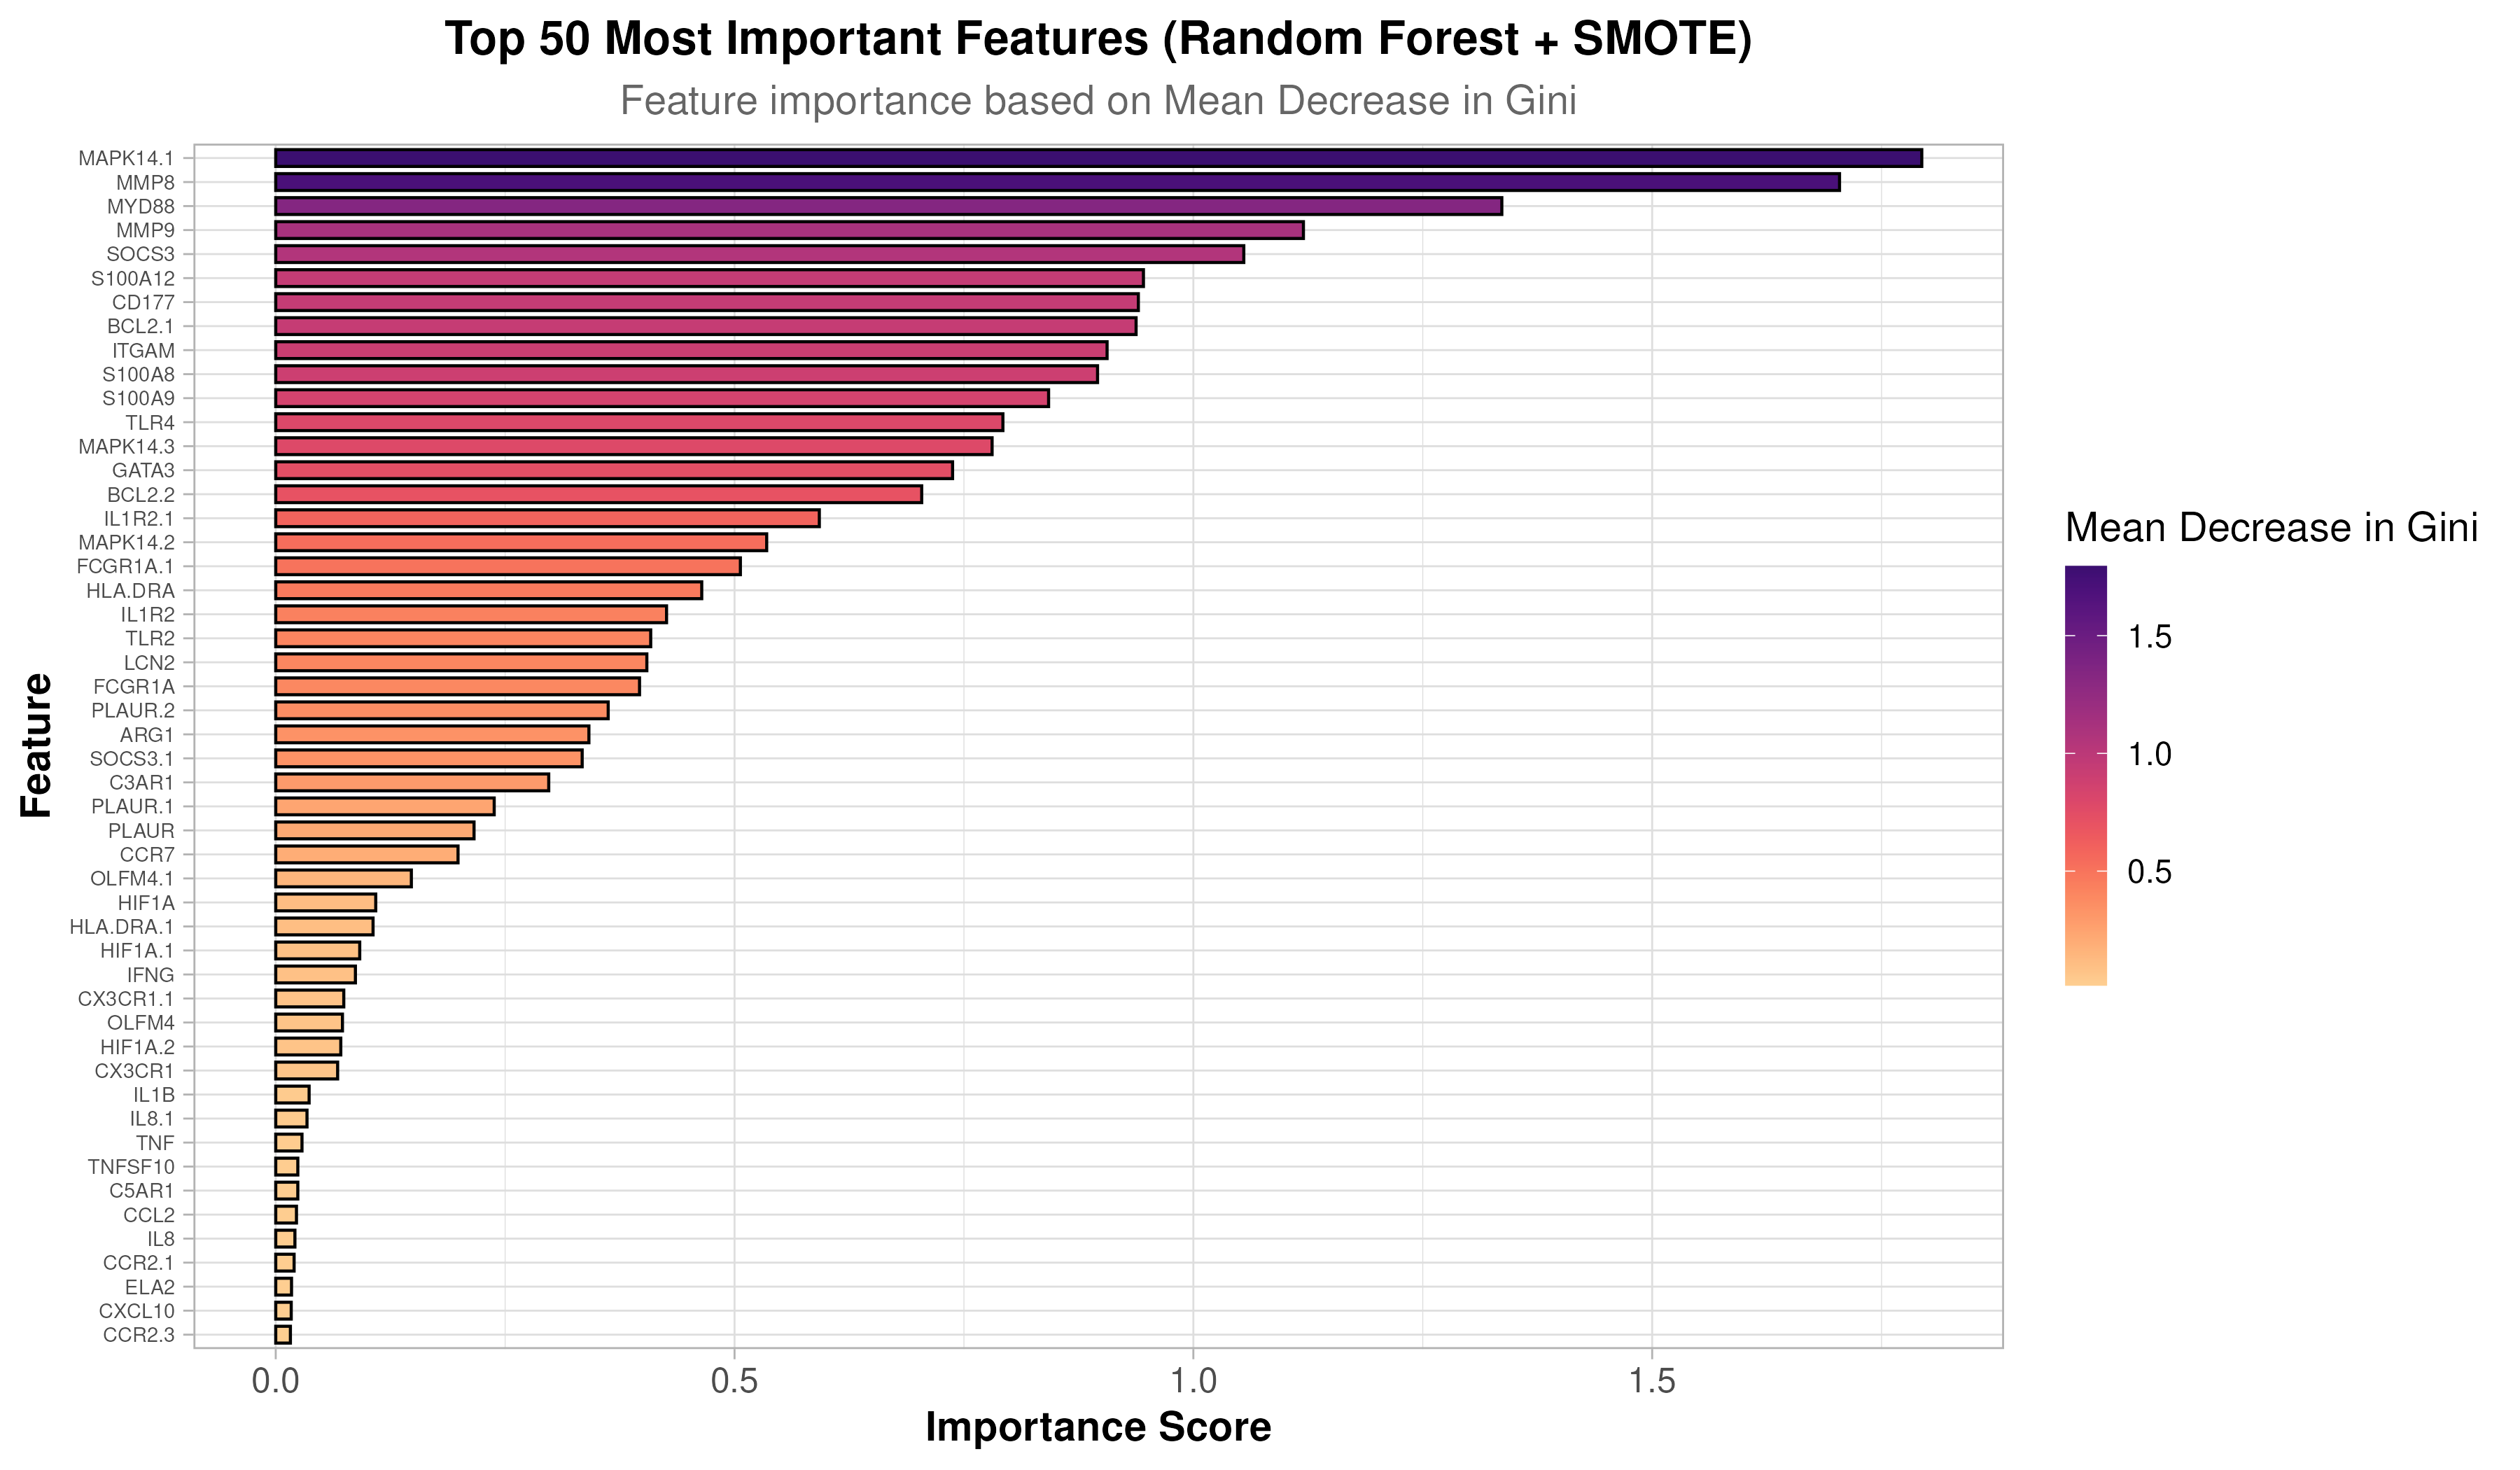 Top 50 Most Important Features (Random Forest + SMOTE)
Feature importance based on Mean Decrease in Gini
Feature
MAPK14.1
MMP8
MYD88
MMP9
SOCS3
S100A12
CD177
BCL2.1
ITGAM
S100A8
S100A9
TLR4
MAPK14.3
GATA3
BCL2.2
IL1R2.1
MAPK14.2
FCGR1A.1
HLA.DRA
IL1R2
TLR2
LCN2
FCGR1A
PLAUR.2
ARG1
SOCS3.1
C3AR1
PLAUR.1
PLAUR
CCR7
OLFM4.1
HIF1A
HLA.DRA.1
HIF1A.1
IFNG
CX3CR1.1
OLFM4
HIF1A.2
CX3CR1
IL1B
IL8.1
TNF
TNFSF10
C5AR1
CCL2
IL8
CCR2.1
ELA2
CXCL10
CCR2.3
0.0 0.5 1.0 1.5
Importance Score
Mean Decrease in Gini
1.5
1.0
0.5